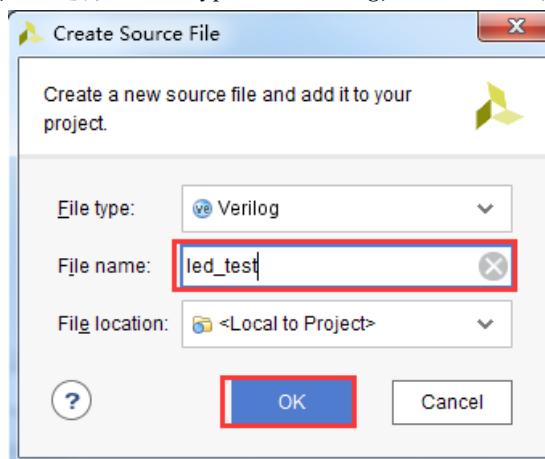 Create Source File
Create a new source file and add it to your
project.
File type: Verilog
File name: led_test
File location: <Local to Project>
? OK Cancel